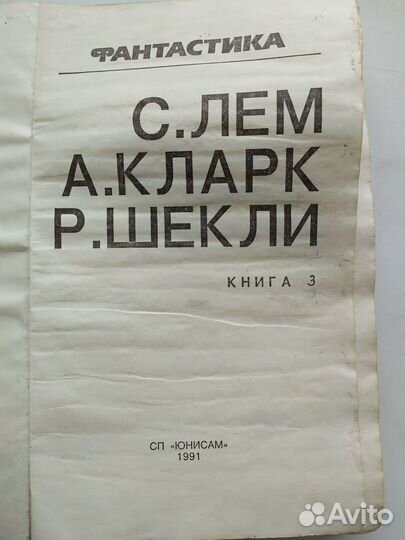 ФАНТАСТИКА
С.ЛЕМ
А.КЛАРК
Р.ШЕКЛИ
КНИГА 3
СП «ЮНИСАМ»
1991
Avito